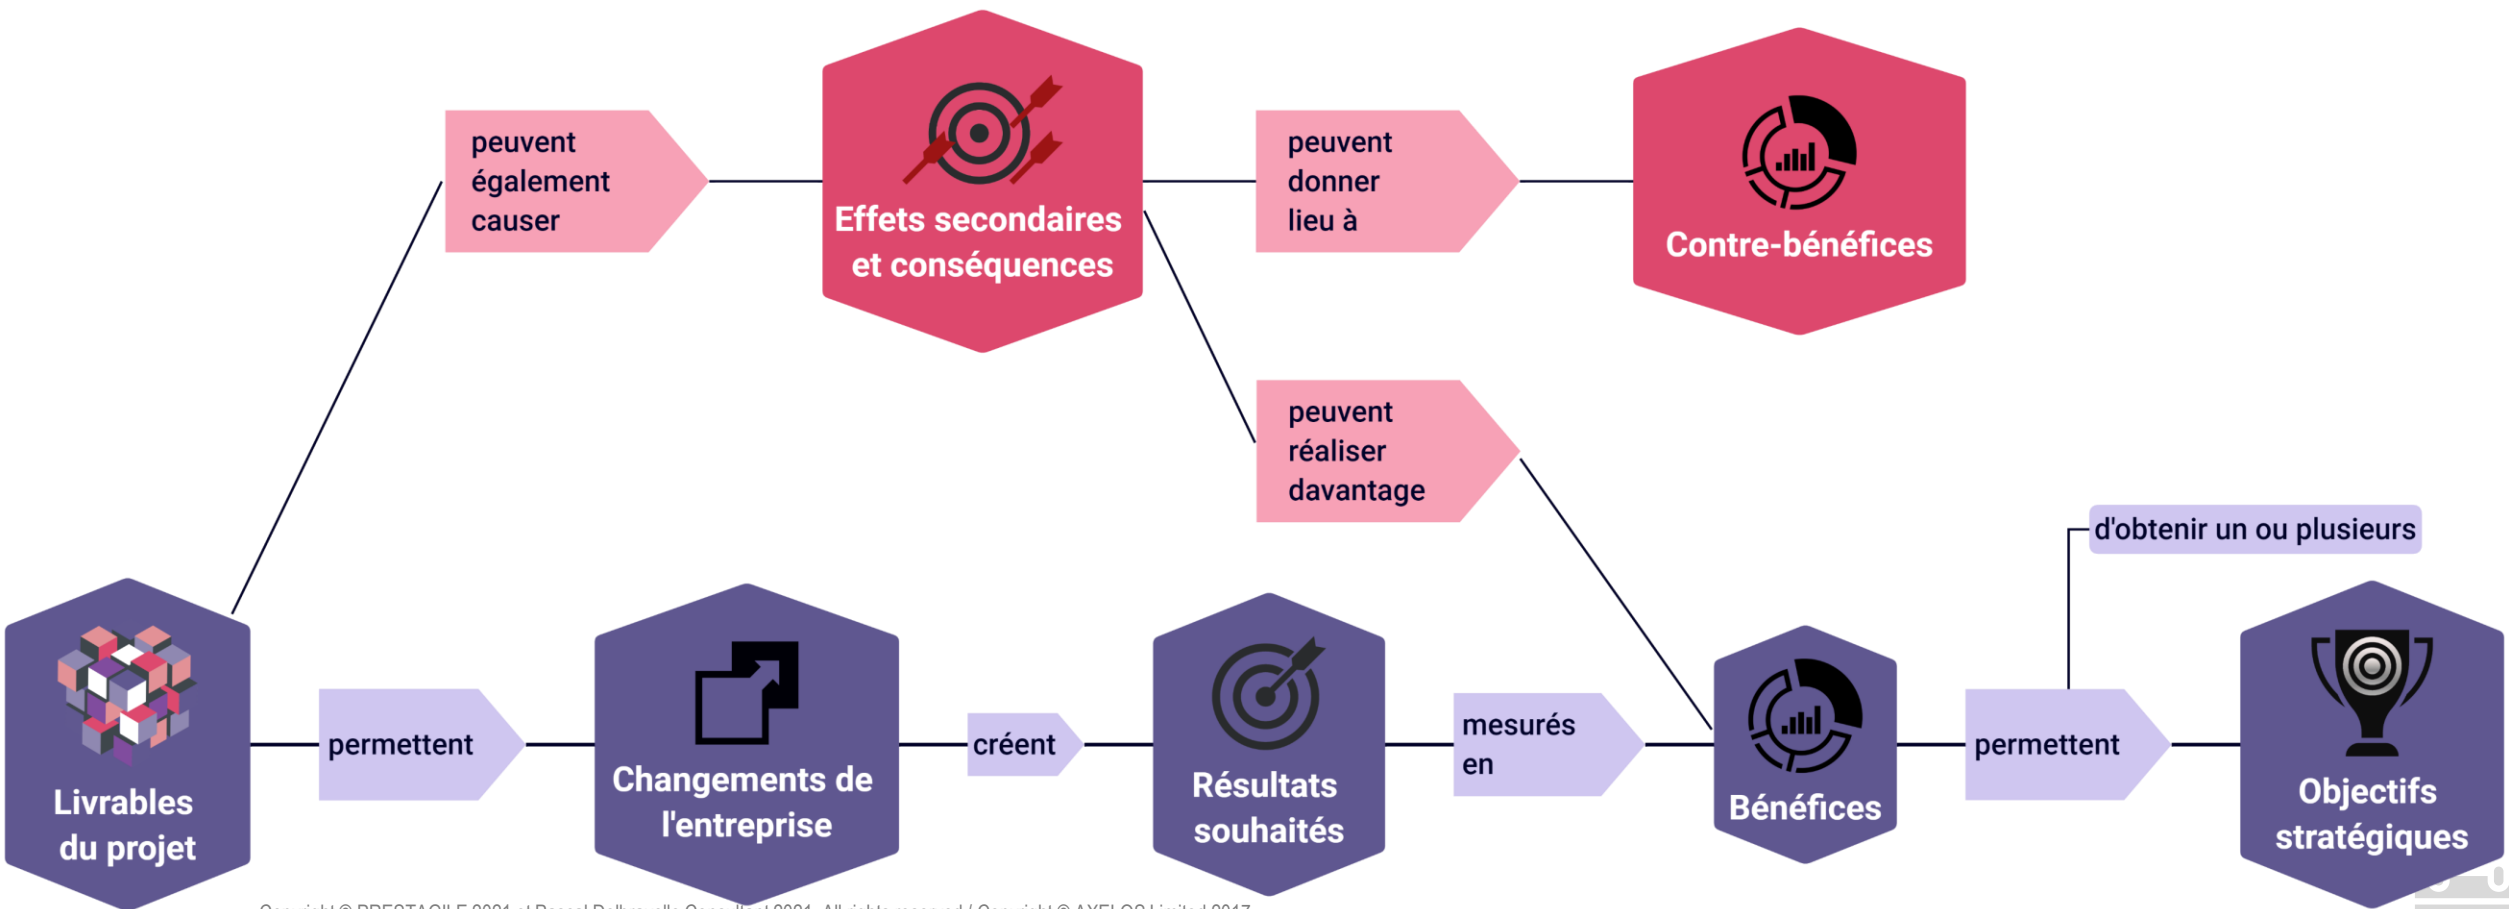 peuvent
également
causer
Effets secondaires
et conséquences
peuvent
donner
lieu à
Contre-bénéfices
peuvent
réaliser
davantage
d'obtenir un ou plusieurs
Livrables
du projet
permettent
Changements de
l'entreprise
créent
Résultats
souhaités
mesurés
en
Bénéfices
permettent
Objectifs
stratégiques